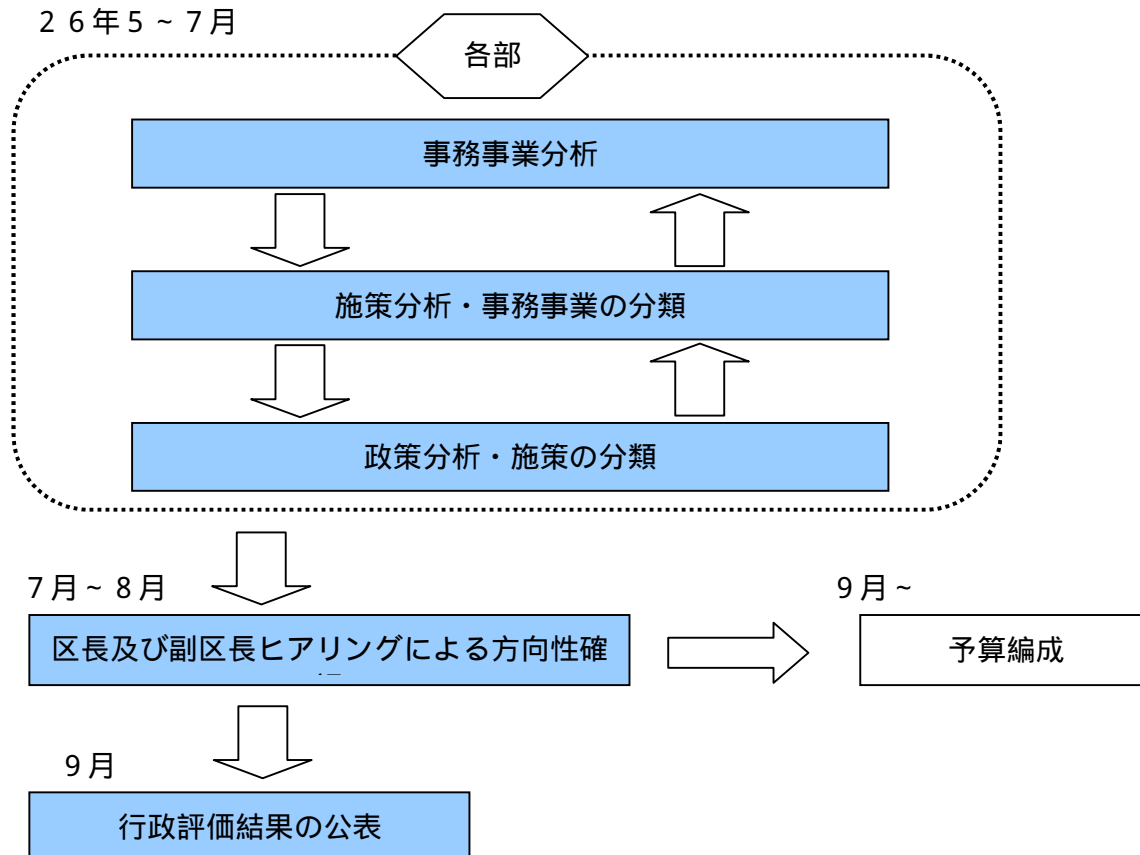 ２６年５～７月
各部
事務事業分析
施策分析・事務事業の分類
政策分析・施策の分類
７月～８月
９月～
区長及び副区長ヒアリングによる方向性確
予算編成
９月
行政評価結果の公表